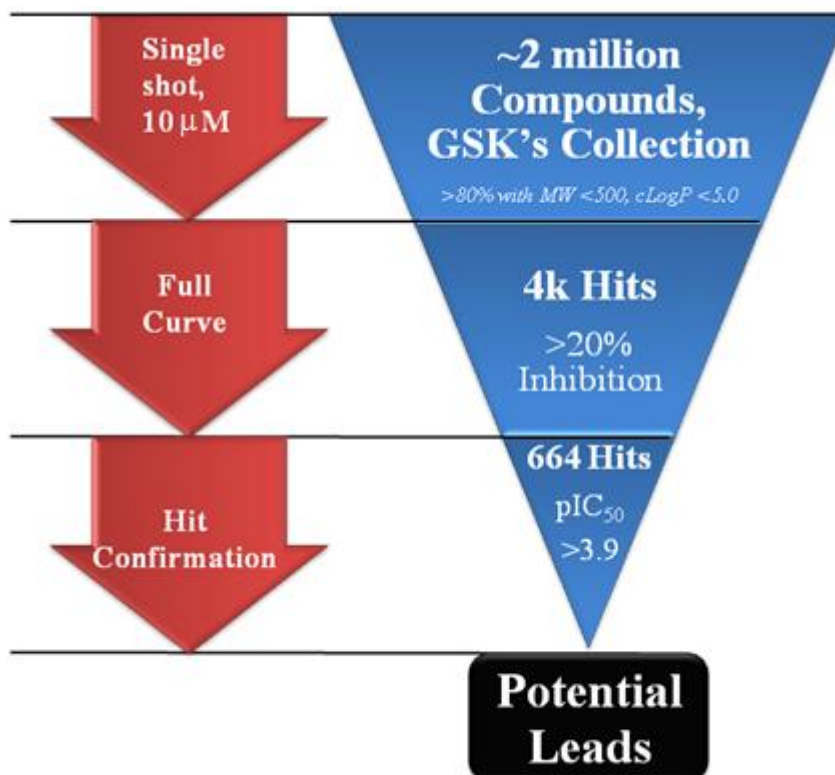 Single
shot,
10 μM
~2 million
Compounds,
GSK's Collection
>80% with MW <500, cLogP <5.0
Full
Curve
4k Hits
>20%
Inhibition
Hit
Confirmation
664 Hits
pIC₅₀
>3.9
Potential
Leads